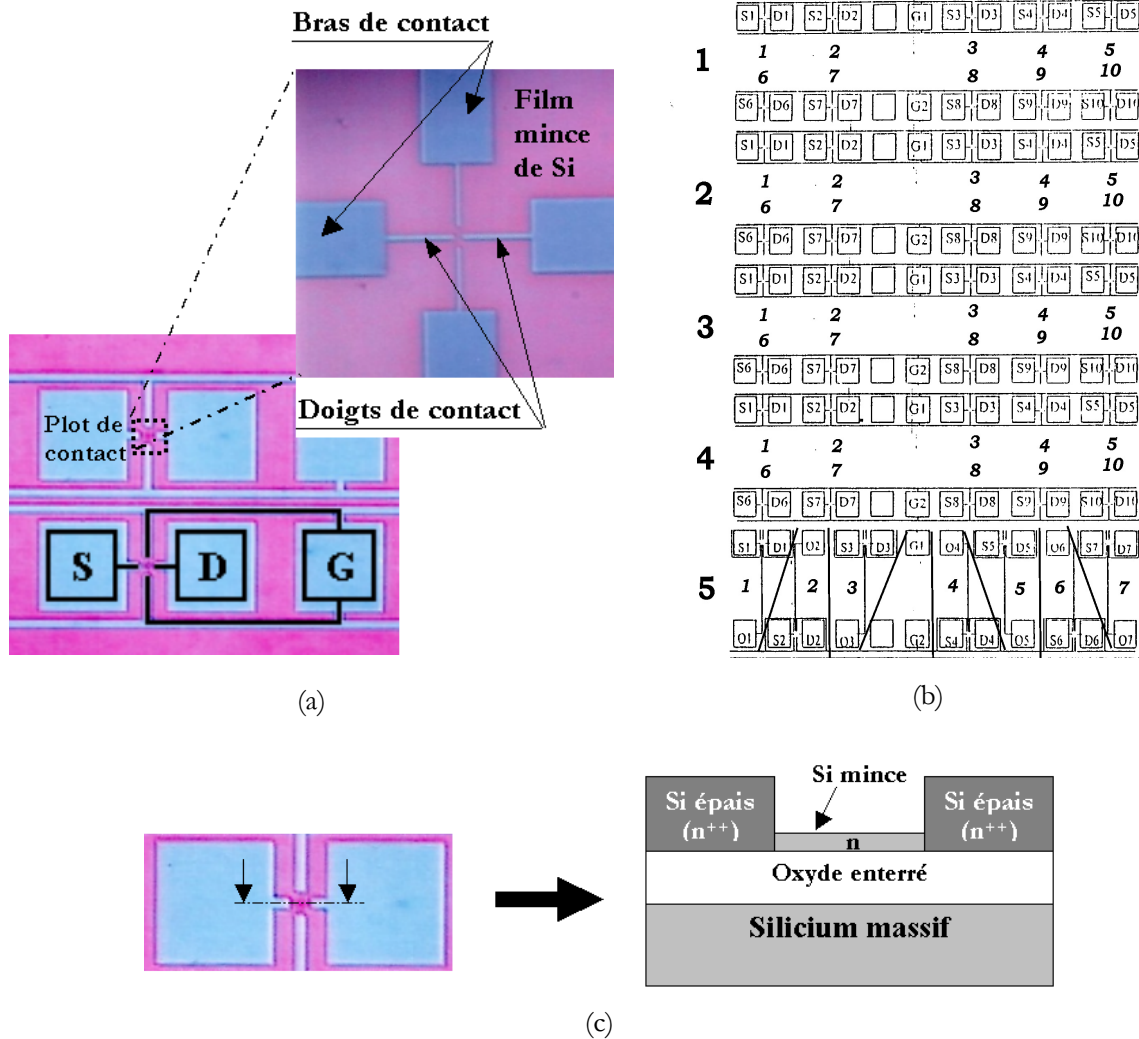 Bras de contact
Film
mince
de Si
Doigts de contact
Plot de
contact
S D G
(a)
S1 D1 S2 D2 G1 S3 D3 S4 D4 S5 D5
1
1 2 3 4 5
6 7 8 9 10
S6 D6 S7 D7 G2 S8 D8 S9 D9 S10 D10
S1 D1 S2 D2 G1 S3 D3 S4 D4 S5 D5
2
1 2 3 4 5
6 7 8 9 10
S6 D6 S7 D7 G2 S8 D8 S9 D9 S10 D10
S1 D1 S2 D2 G1 S3 D3 S4 D4 S5 D5
3
1 2 3 4 5
6 7 8 9 10
S6 D6 S7 D7 G2 S8 D8 S9 D9 S10 D10
S1 D1 S2 D2 G1 S3 D3 S4 D4 S5 D5
4
1 2 3 4 5
6 7 8 9 10
S6 D6 S7 D7 G2 S8 D8 S9 D9 S10 D10
S1 D1 O2 S3 D3 G1 O4 S5 D5 O6 S7 D7
5 1 2 3 4 5 6 7
O1 S2 D2 O3 G2 S4 D4 O5 S6 D6 O7
(b)
Si mince
Si épais
(n++)
Si épais
(n++)
n
Oxyde enterré
Silicium massif
(c)